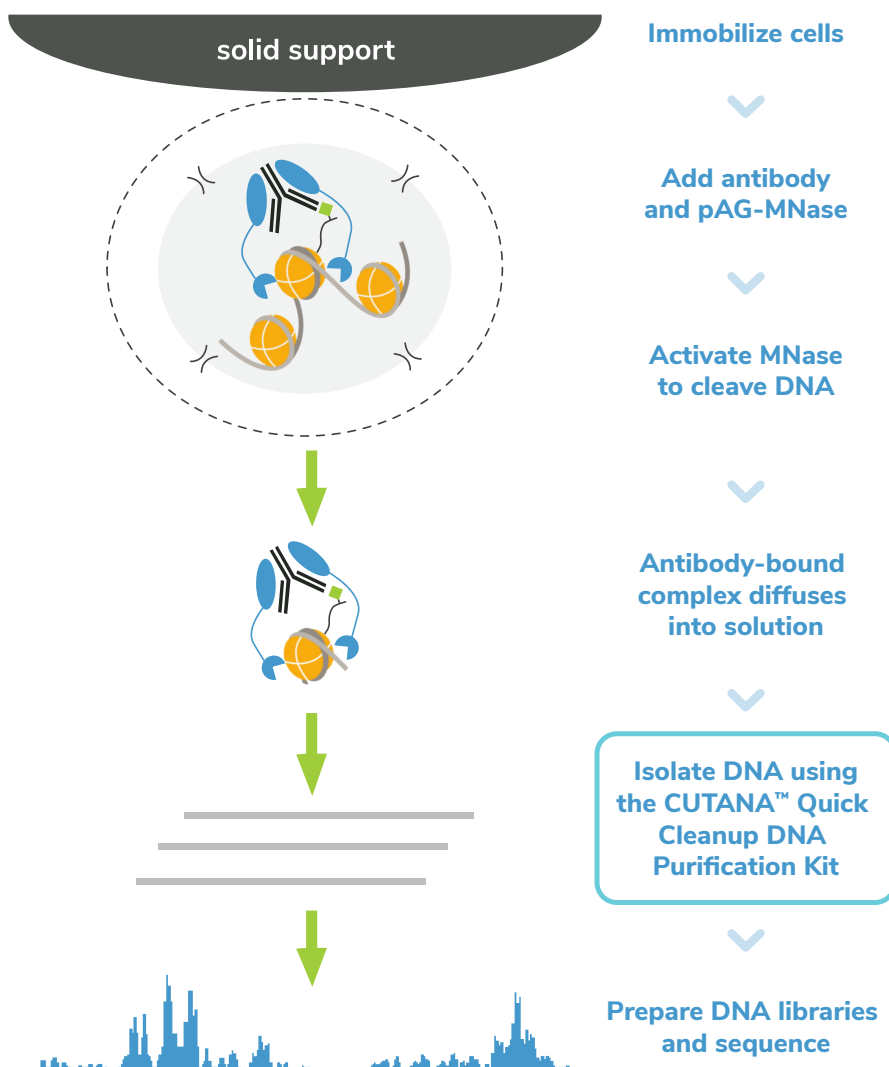 solid support
Immobilize cells
Add antibody
and pAG-MNase
Activate MNase
to cleave DNA
Antibody-bound
complex diffuses
into solution
Isolate DNA using
the CUTANA™ Quick
Cleanup DNA
Purification Kit
Prepare DNA libraries
and sequence